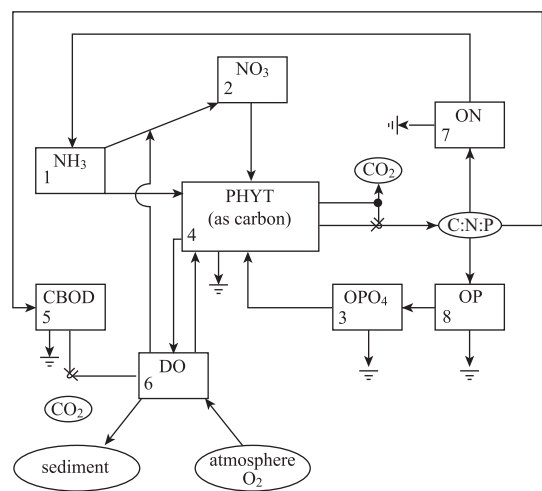 NO₃
2
ON
7
NH₃
1
CO₂
PHYT
(as carbon)
4
C:N:P
CBOD
5
OPO₄
3
OP
8
DO
6
CO₂
sediment
atmosphere
O₂